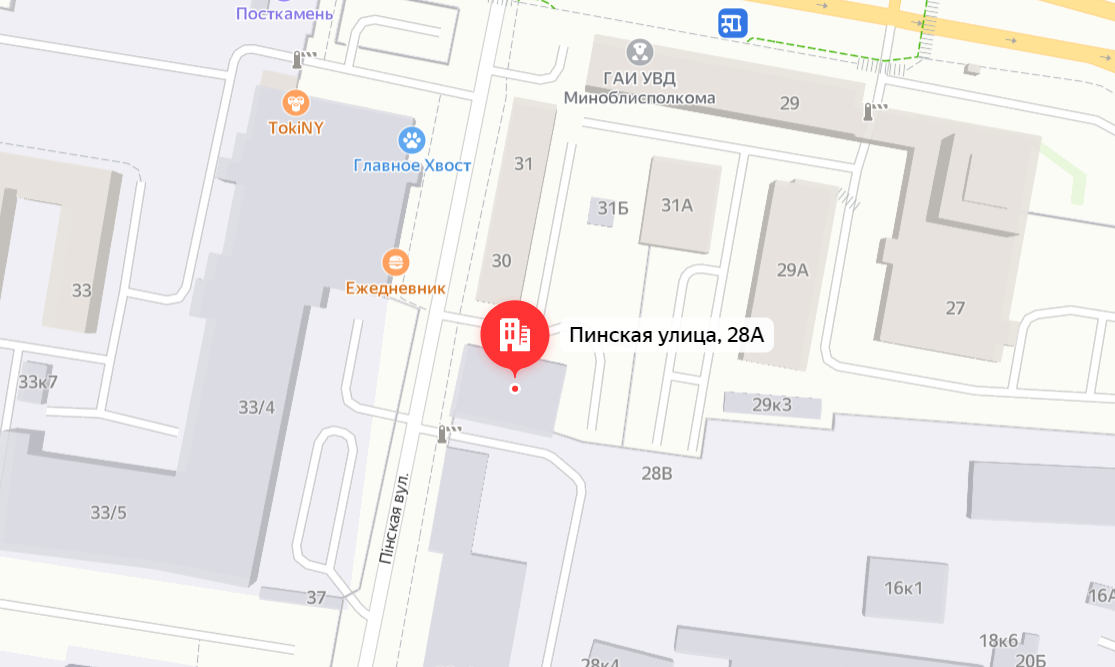 Посткамень
ГАИ УВД
Миноблисполкома
29
TokiNY
Главное Хвост
31
31Б
31А
30
29А
27
33
Ежедневник
Пинская улица, 28А
33к7
33/4
29к3
28В
33/5
Пінская вул.
37
16к1
16А
18к6
20Б
28к4